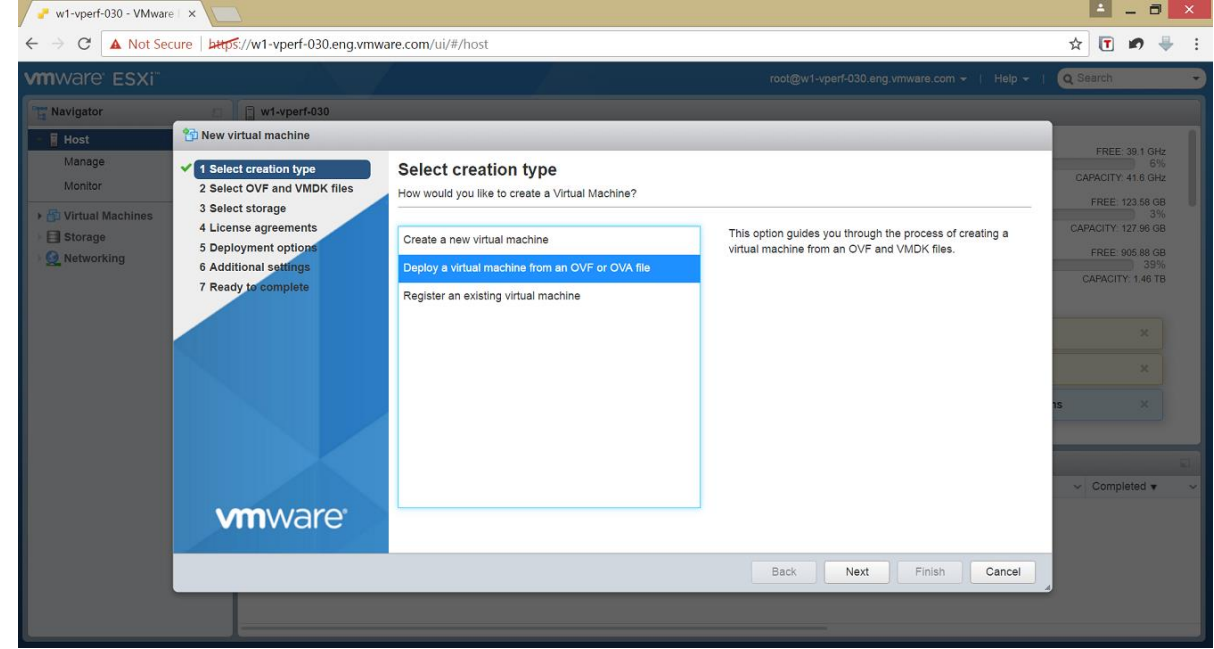 w1-vperf-030 - VMware
Not Secure | https://w1-vperf-030.eng.vmware.com/ui/#/host
vmware ESXi™
root@w1-vperf-030.eng.vmware.com | Help | Search
Navigator
w1-vperf-030
Host
Manage
Monitor
Virtual Machines
Storage
Networking
New virtual machine
1 Select creation type
2 Select OVF and VMDK files
3 Select storage
4 License agreements
5 Deployment options
6 Additional settings
7 Ready to complete
vmware®
Select creation type
How would you like to create a Virtual Machine?
Create a new virtual machine
Deploy a virtual machine from an OVF or OVA file
Register an existing virtual machine
This option guides you through the process of creating a
virtual machine from an OVF and VMDK files.
Back Next Finish Cancel
FREE: 39.1 GHz
6%
CAPACITY: 41.6 GHz
FREE: 123.58 GB
3%
CAPACITY: 127.96 GB
FREE: 905.88 GB
39%
CAPACITY: 1.46 TB
Completed